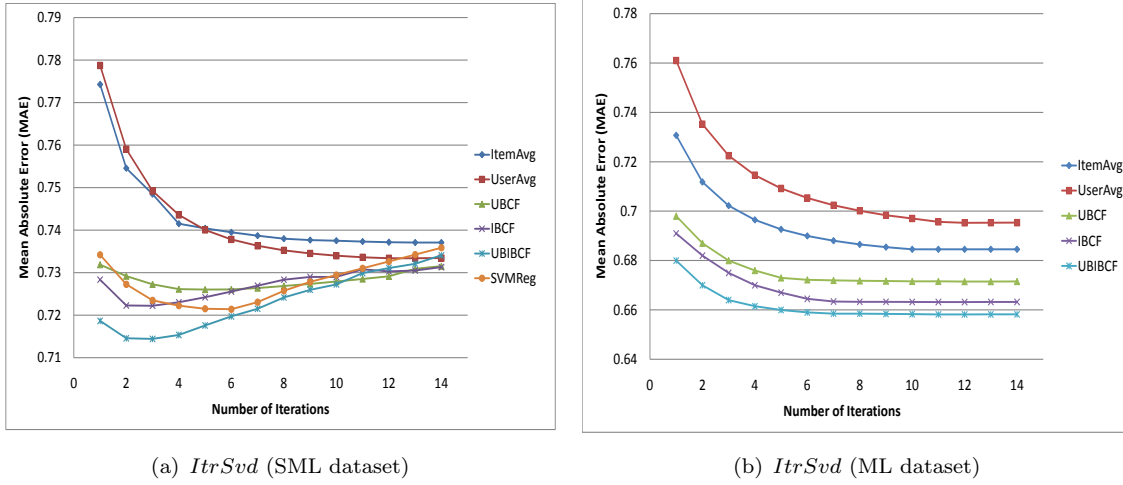 0.79
0.78
0.77
0.76
0.75
0.74
0.73
0.72
0.71
Mean Absolute Error (MAE)
0 2 4 6 8 10 12 14 16
Number of Iterations
ItemAvg
UserAvg
UBCF
IBCF
UBIBCF
SVMReg
(a) ItrSvd (SML dataset)
0.78
0.76
0.74
0.72
0.7
0.68
0.66
0.64
Mean Absolute Error (MAE)
0 2 4 6 8 10 12 14
Number of Iterations
ItemAvg
UserAvg
UBCF
IBCF
UBIBCF
(b) ItrSvd (ML dataset)